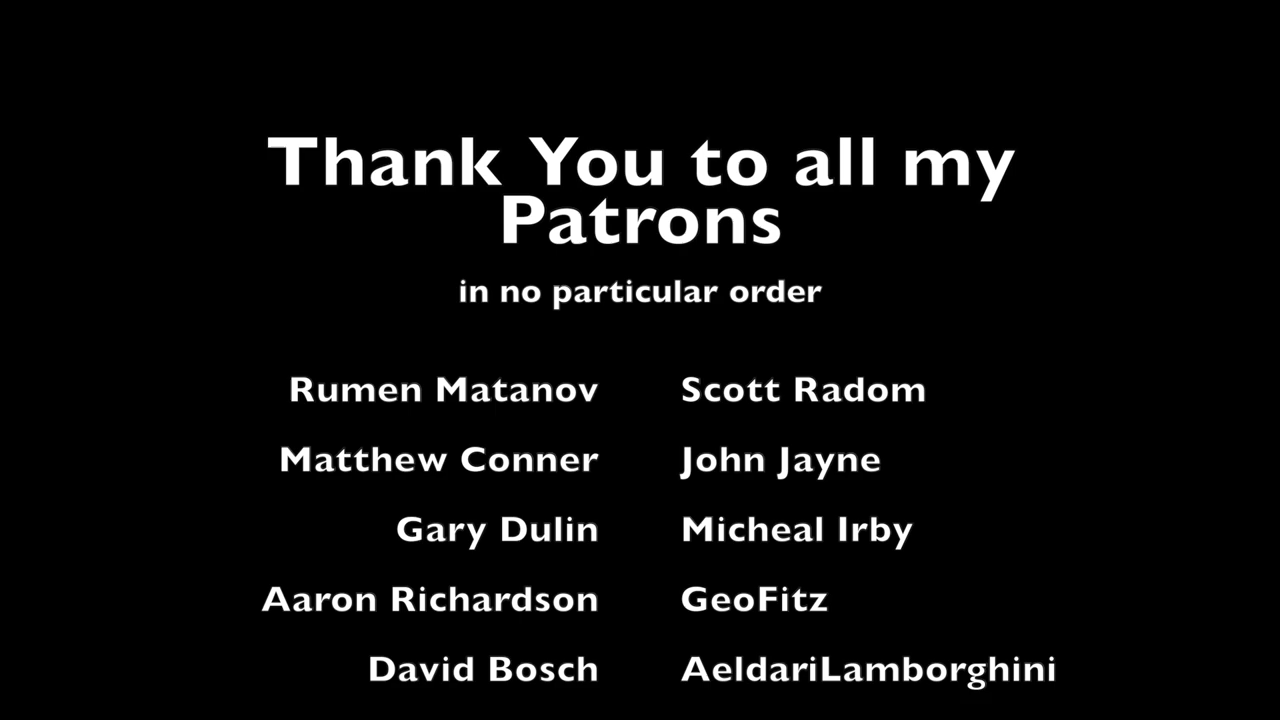 Thank You to all my
Patrons
in no particular order
Rumen Matanov Scott Radom
Matthew Conner John Jayne
Gary Dulin Micheal Irby
Aaron Richardson GeoFitz
David Bosch AeldariLamborghini